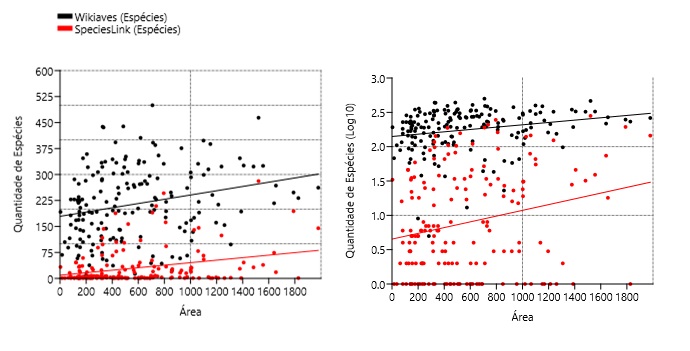 Wikiaves (Espécies)
SpeciesLink (Espécies)
Quantidade de Espécies
600
525
450
375
300
225
150
75
0
0 200 400 600 800 1000 1200 1400 1600 1800
Área
Quantidade de Espécies (Log10)
3.0
2.5
2.0
1.5
1.0
0.5
0.0
0 200 400 600 800 1000 1200 1400 1600 1800
Área